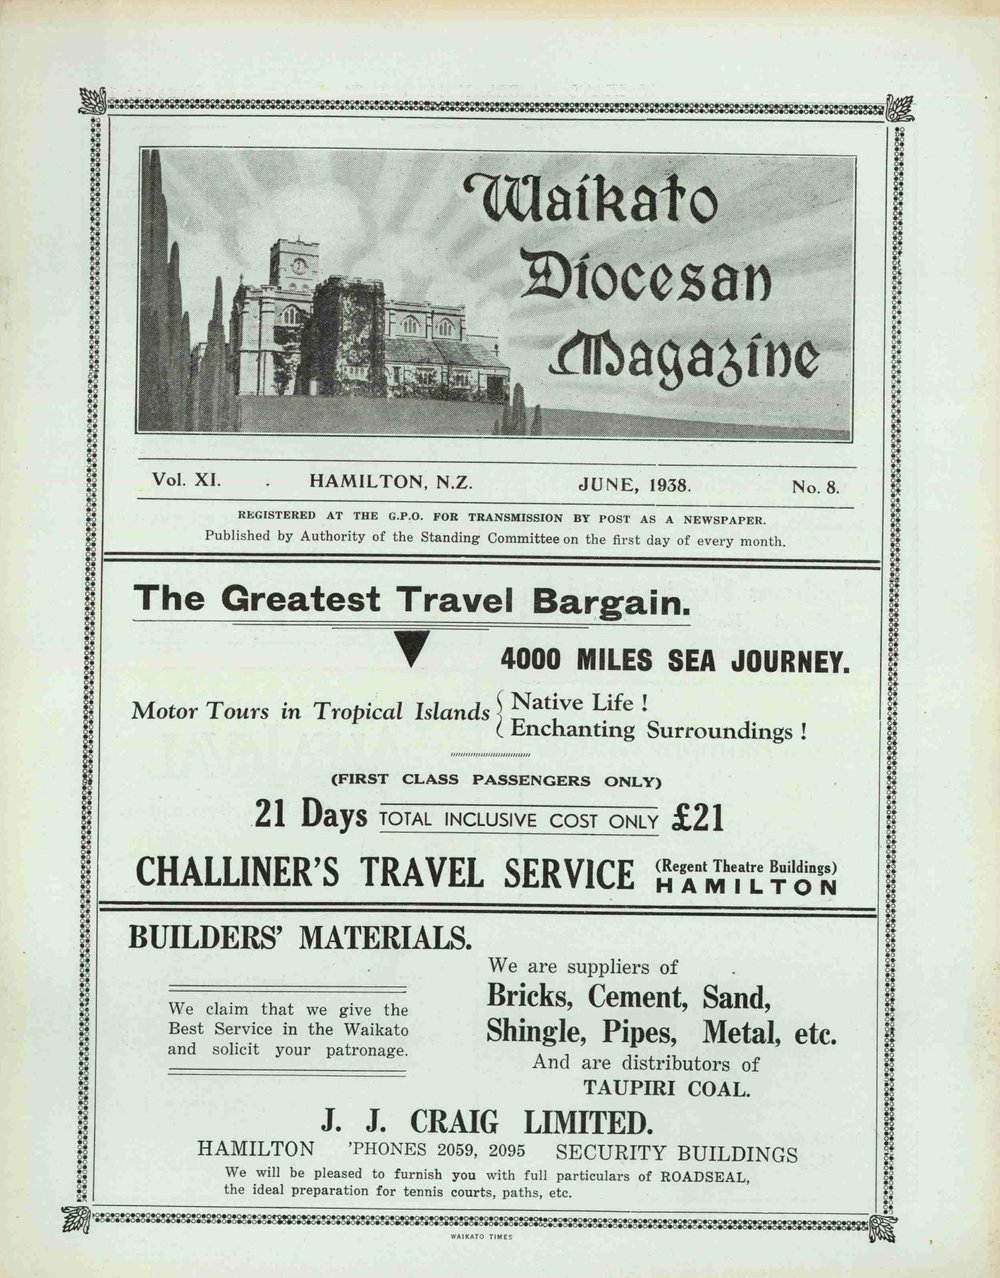 Waikato
Diocesan
Magazine
Vol. XI. HAMILTON, N.Z. JUNE, 1938. No. 8.
REGISTERED AT THE G.P.O. FOR TRANSMISSION BY POST AS A NEWSPAPER.
Published by Authority of the Standing Committee on the first day of every month.
The Greatest Travel Bargain.
4000 MILES SEA JOURNEY.
Motor Tours in Tropical Islands { Native Life !
Enchanting Surroundings !
(FIRST CLASS PASSENGERS ONLY)
21 Days TOTAL INCLUSIVE COST ONLY £21
CHALLINER'S TRAVEL SERVICE (Regent Theatre Buildings)
HAMILTON
BUILDERS' MATERIALS.
We claim that we give the
Best Service in the Waikato
and solicit your patronage.
We are suppliers of
Bricks, Cement, Sand,
Shingle, Pipes, Metal, etc.
And are distributors of
TAUPIRI COAL.
J. J. CRAIG LIMITED.
HAMILTON 'PHONES 2059, 2095 SECURITY BUILDINGS
We will be pleased to furnish you with full particulars of ROADSEAL,
the ideal preparation for tennis courts, paths, etc.
WAIKATO TIMES